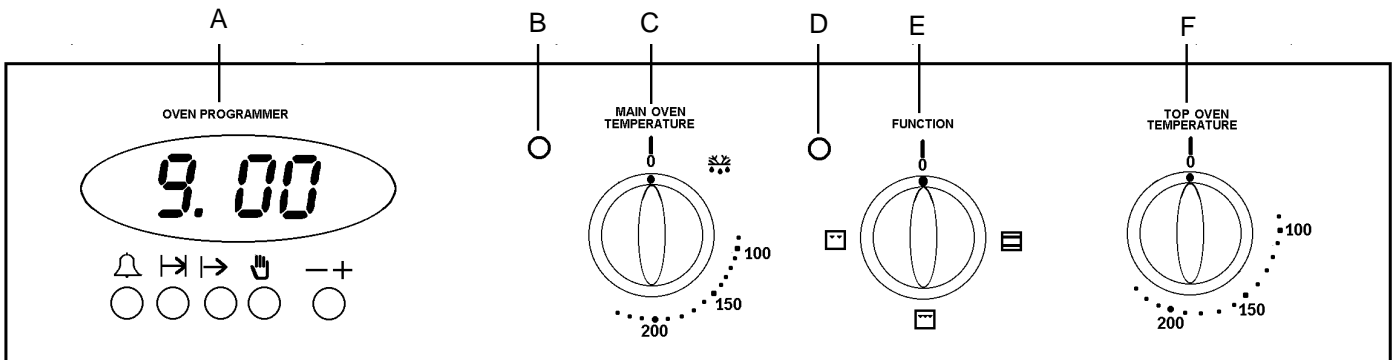 A B C D E F
OVEN PROGRAMMER
9.00
− +
MAIN OVEN
TEMPERATURE
0
100
150
200
FUNCTION
0
TOP OVEN
TEMPERATURE
0
100
150
200